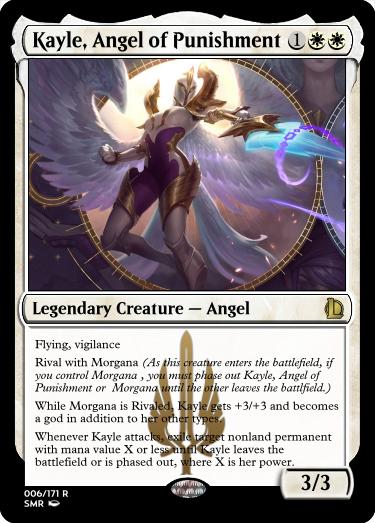 Kayle, Angel of Punishment 1
Legendary Creature — Angel
Flying, vigilance
Rival with Morgana (As this creature enters the battlefield, if
you control Morgana , you must phase out Kayle, Angel of
Punishment or Morgana until the other leaves the battlfield.)
While Morgana is Rivaled, Kayle gets +3/+3 and becomes
a god in addition to her other types.
Whenever Kayle attacks, exile target nonland permanent
with mana value X or less until Kayle leaves the
battlefield or is phased out, where X is her power.
3/3
006/171 R
SMR